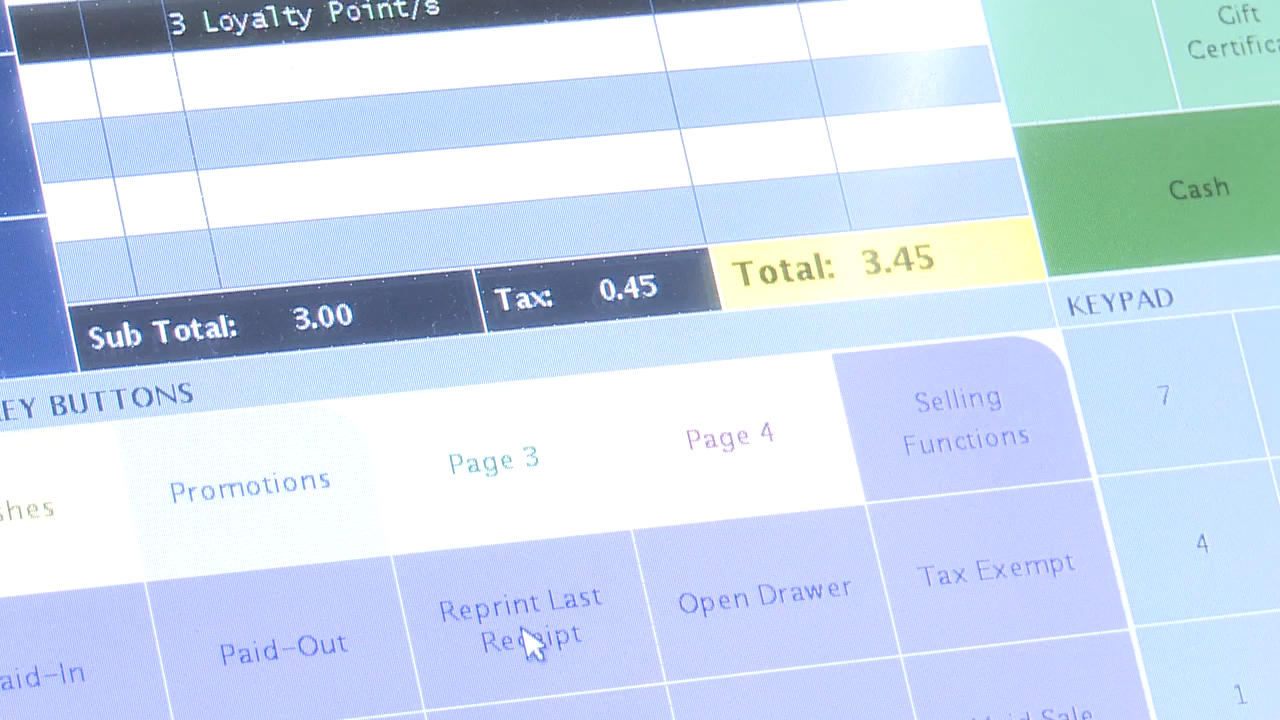 3 Loyalty Point/s
Gift
Certifica
Cash
Sub Total: 3.00
Tax: 0.45
Total: 3.45
KEYPAD
EY BUTTONS
shes
Promotions
Page 3
Page 4
Selling
Functions
7
aid-In
Paid-Out
Reprint Last
Receipt
Open Drawer
Tax Exempt
4
Sale
1